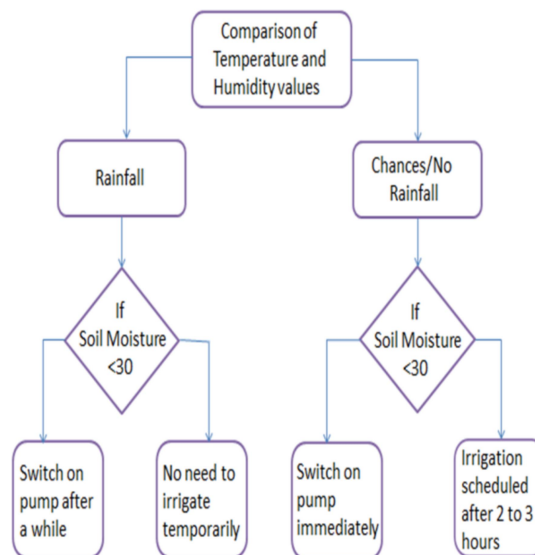 Comparison of
Temperature and
Humidity values
Rainfall
Chances/No
Rainfall
If
Soil Moisture
<30
If
Soil Moisture
<30
Switch on
pump after
a while
No need to
irrigate
temporarily
Switch on
pump
immediately
Irrigation
scheduled
after 2 to 3
hours